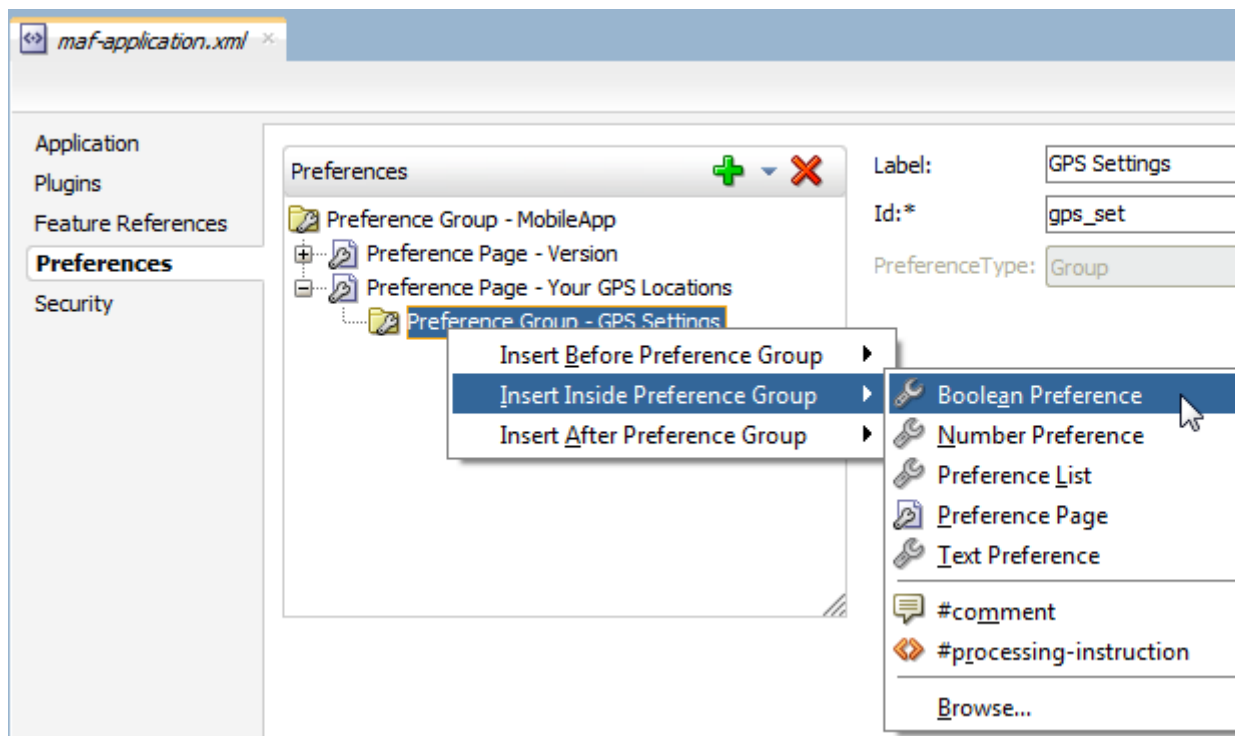 maf-application.xml
Application
Plugins
Feature References
Preferences
Security
Preferences
Preference Group - MobileApp
Preference Page - Version
Preference Page - Your GPS Locations
Preference Group - GPS Settings
Label: GPS Settings
Id:* gps_set
PreferenceType: Group
Insert Before Preference Group
Insert Inside Preference Group
Insert After Preference Group
Boolean Preference
Number Preference
Preference List
Preference Page
Text Preference
#comment
#processing-instruction
Browse...